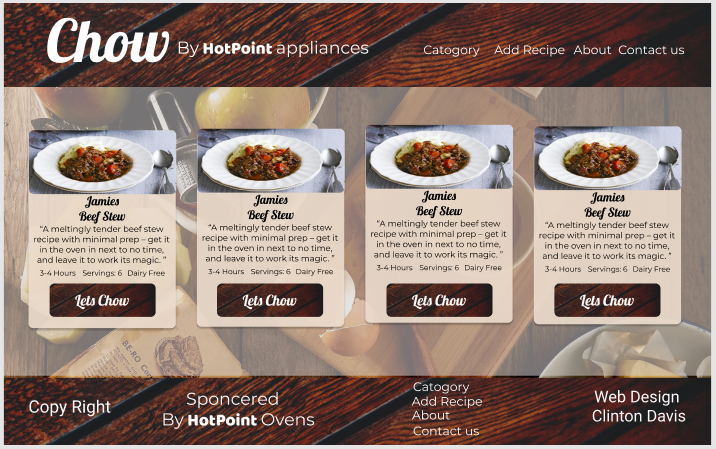 Chow By HotPoint appliances
Catogory Add Recipe About Contact us
Jamies
Beef Stew
"A meltingly tender beef stew
recipe with minimal prep – get it
in the oven in next to no time,
and leave it to work its magic. "
3-4 Hours Servings: 6 Dairy Free
Lets Chow
Jamies
Beef Stew
"A meltingly tender beef stew
recipe with minimal prep – get it
in the oven in next to no time,
and leave it to work its magic. "
3-4 Hours Servings: 6 Dairy Free
Lets Chow
Jamies
Beef Stew
"A meltingly tender beef stew
recipe with minimal prep – get it
in the oven in next to no time,
and leave it to work its magic. "
3-4 Hours Servings: 6 Dairy Free
Lets Chow
Jamies
Beef Stew
"A meltingly tender beef stew
recipe with minimal prep – get it
in the oven in next to no time,
and leave it to work its magic. "
3-4 Hours Servings: 6 Dairy Free
Lets Chow
BE-RO
Copy Right
Sponcered
By HotPoint Ovens
Catogory
Add Recipe
About
Contact us
Web Design
Clinton Davis